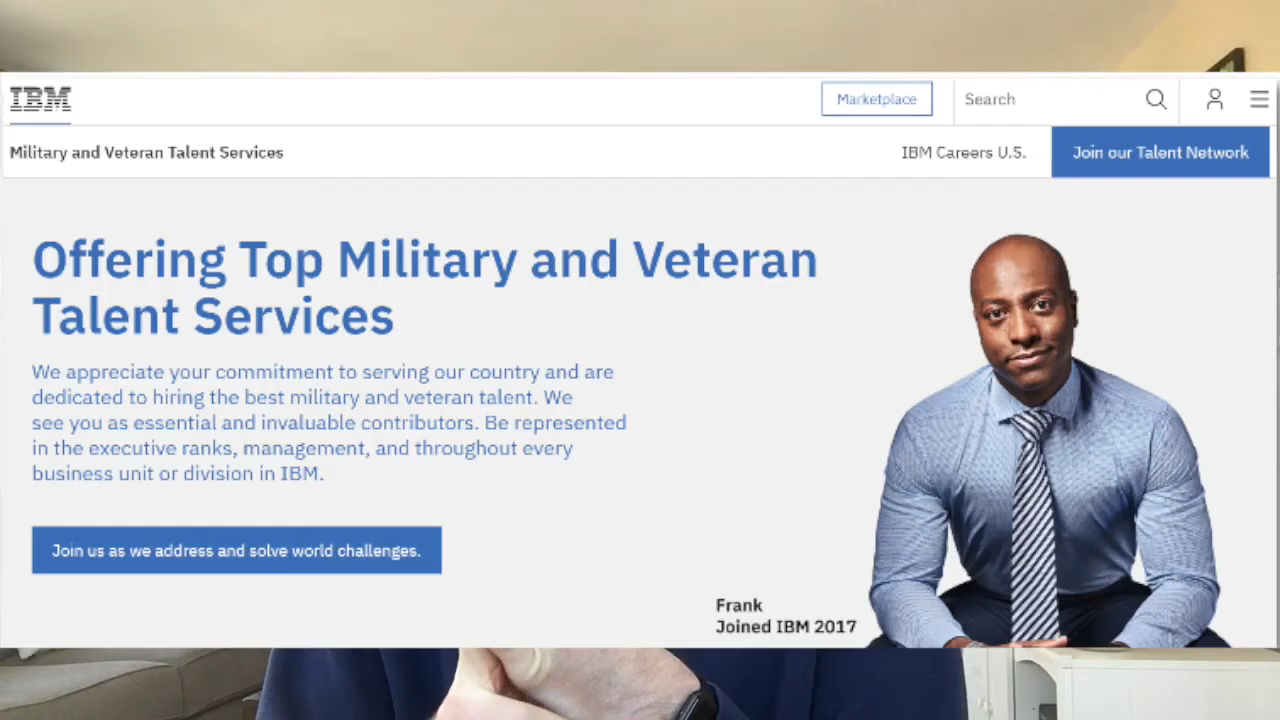 IBM
Marketplace
Search
Military and Veteran Talent Services
IBM Careers U.S.
Join our Talent Network
Offering Top Military and Veteran
Talent Services
We appreciate your commitment to serving our country and are
dedicated to hiring the best military and veteran talent. We
see you as essential and invaluable contributors. Be represented
in the executive ranks, management, and throughout every
business unit or division in IBM.
Join us as we address and solve world challenges.
Frank
Joined IBM 2017